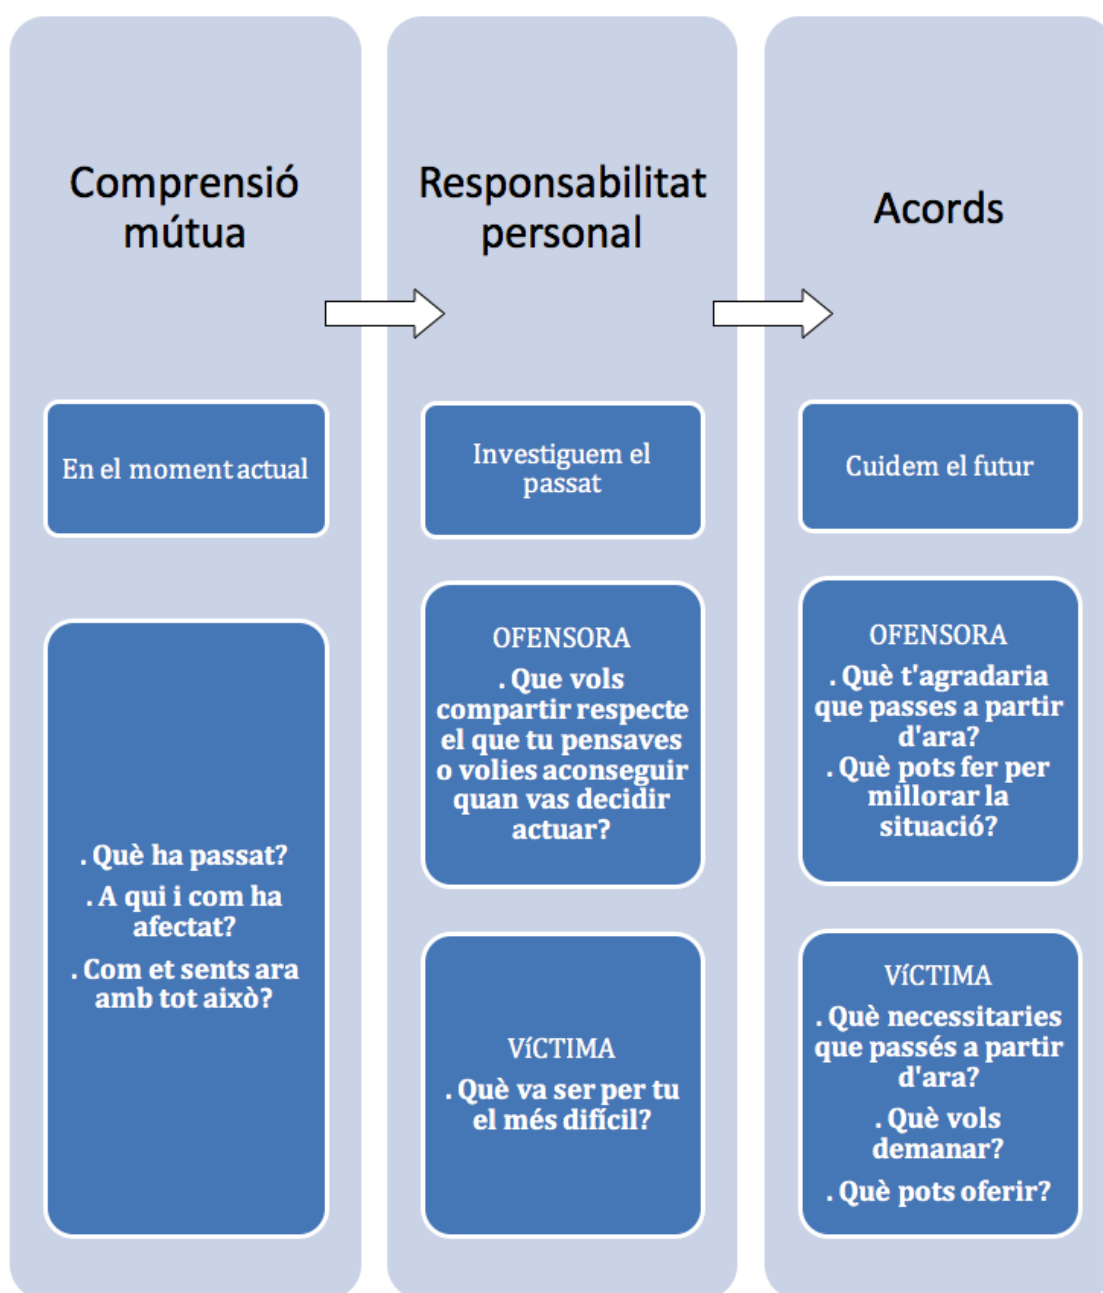 Comprensió
mútua
En el moment actual
. Què ha passat?
. A qui i com ha
afectat?
. Com et sents ara
amb tot això?
Responsabilitat
personal
Investiguem el
passat
OFENSORA
. Que vols
compartir respecte
el que tu pensaves
o volies aconseguir
quan vas decidir
actuar?
VíCTIMA
. Què va ser per tu
el més difícil?
Acords
Cuidem el futur
OFENSORA
. Què t'agradaria
que passes a partir
d'ara?
. Què pots fer per
millorar la
situació?
VíCTIMA
. Què necessitaries
que passés a partir
d'ara?
. Què vols
demanar?
. Què pots oferir?